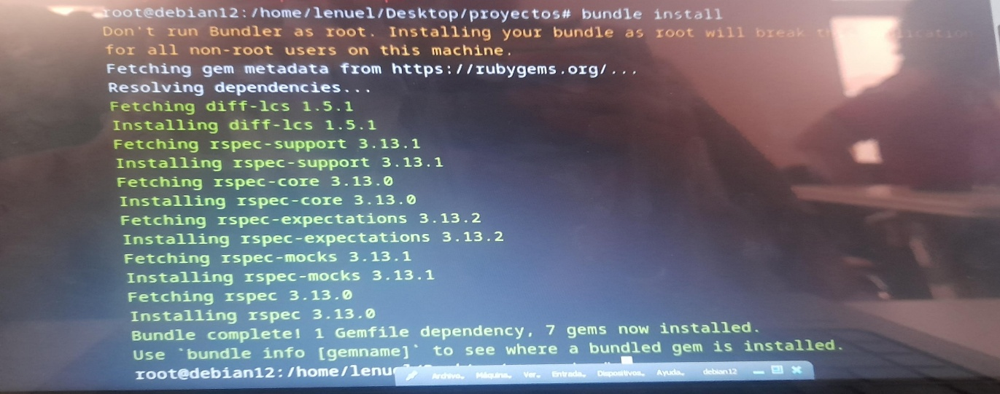 root@debian12:/home/lenuel/Desktop/proyectos# bundle install
Don't run Bundler as root. Installing your bundle as root will break
for all non-root users on this machine.
Fetching gem metadata from https://rubygems.org/...
Resolving dependencies...
Fetching diff-lcs 1.5.1
Installing diff-lcs 1.5.1
Fetching rspec-support 3.13.1
Installing rspec-support 3.13.1
Fetching rspec-core 3.13.0
Installing rspec-core 3.13.0
Fetching rspec-expectations 3.13.2
Installing rspec-expectations 3.13.2
Fetching rspec-mocks 3.13.1
Installing rspec-mocks 3.13.1
Fetching rspec 3.13.0
Installing rspec 3.13.0
Bundle complete! 1 Gemfile dependency, 7 gems now installed.
Use `bundle info [gemname]` to see where a bundled gem is installed.
root@debian12:/home/lenue
Archivo Máquina Ver Entrada Dispositivos Ayuda debian12